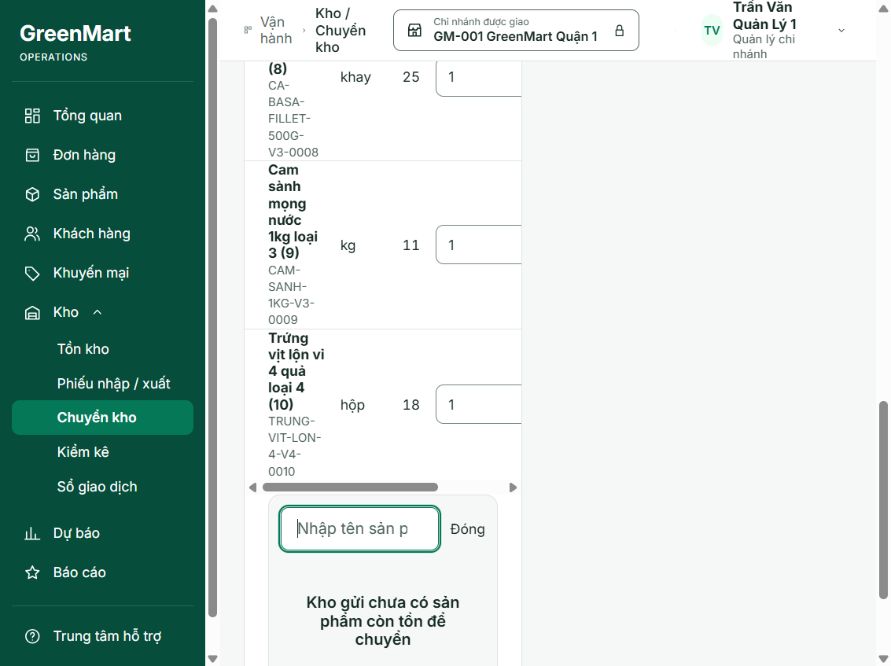 GreenMart
OPERATIONS
Tổng quan
Đơn hàng
Sản phẩm
Khách hàng
Khuyến mại
Kho
Tồn kho
Phiếu nhập / xuất
Chuyển kho
Kiểm kê
Sổ giao dịch
Dự báo
Báo cáo
Trung tâm hỗ trợ
Vận
hành
Kho /
Chuyển
kho
Chi nhánh được giao
GM-001 GreenMart Quận 1
TV
Trần Văn
Quản Lý 1
Quản lý chi
nhánh
(8)
CA-
BASA-
FILLET-
500G-
V3-0008
khay
25
1
Cam
sành
mọng
nước
1kg loại
3 (9)
CAM-
SANH-
1KG-V3-
0009
kg
11
1
Trứng
vịt lộn vỉ
4 quả
loại 4
(10)
TRUNG-
VIT-LON-
4-V4-
0010
hộp
18
1
Nhập tên sản p
Đóng
Kho gửi chưa có sản
phẩm còn tồn để
chuyển